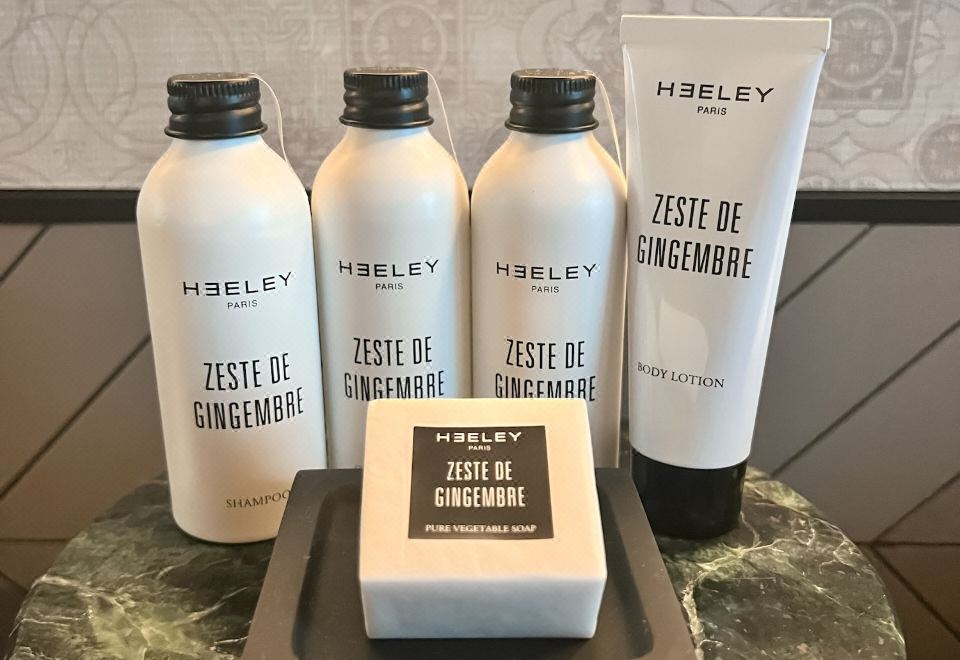 HEELEY
PARIS
ZESTE DE
GINGEMBRE
SHAMPOO
HEELEY
PARIS
ZESTE DE
GINGEMBRE
HEELEY
PARIS
ZESTE DE
GINGEMBRE
HEELEY
PARIS
ZESTE DE
GINGEMBRE
BODY LOTION
HEELEY
PARIS
ZESTE DE
GINGEMBRE
PURE VEGETABLE SOAP